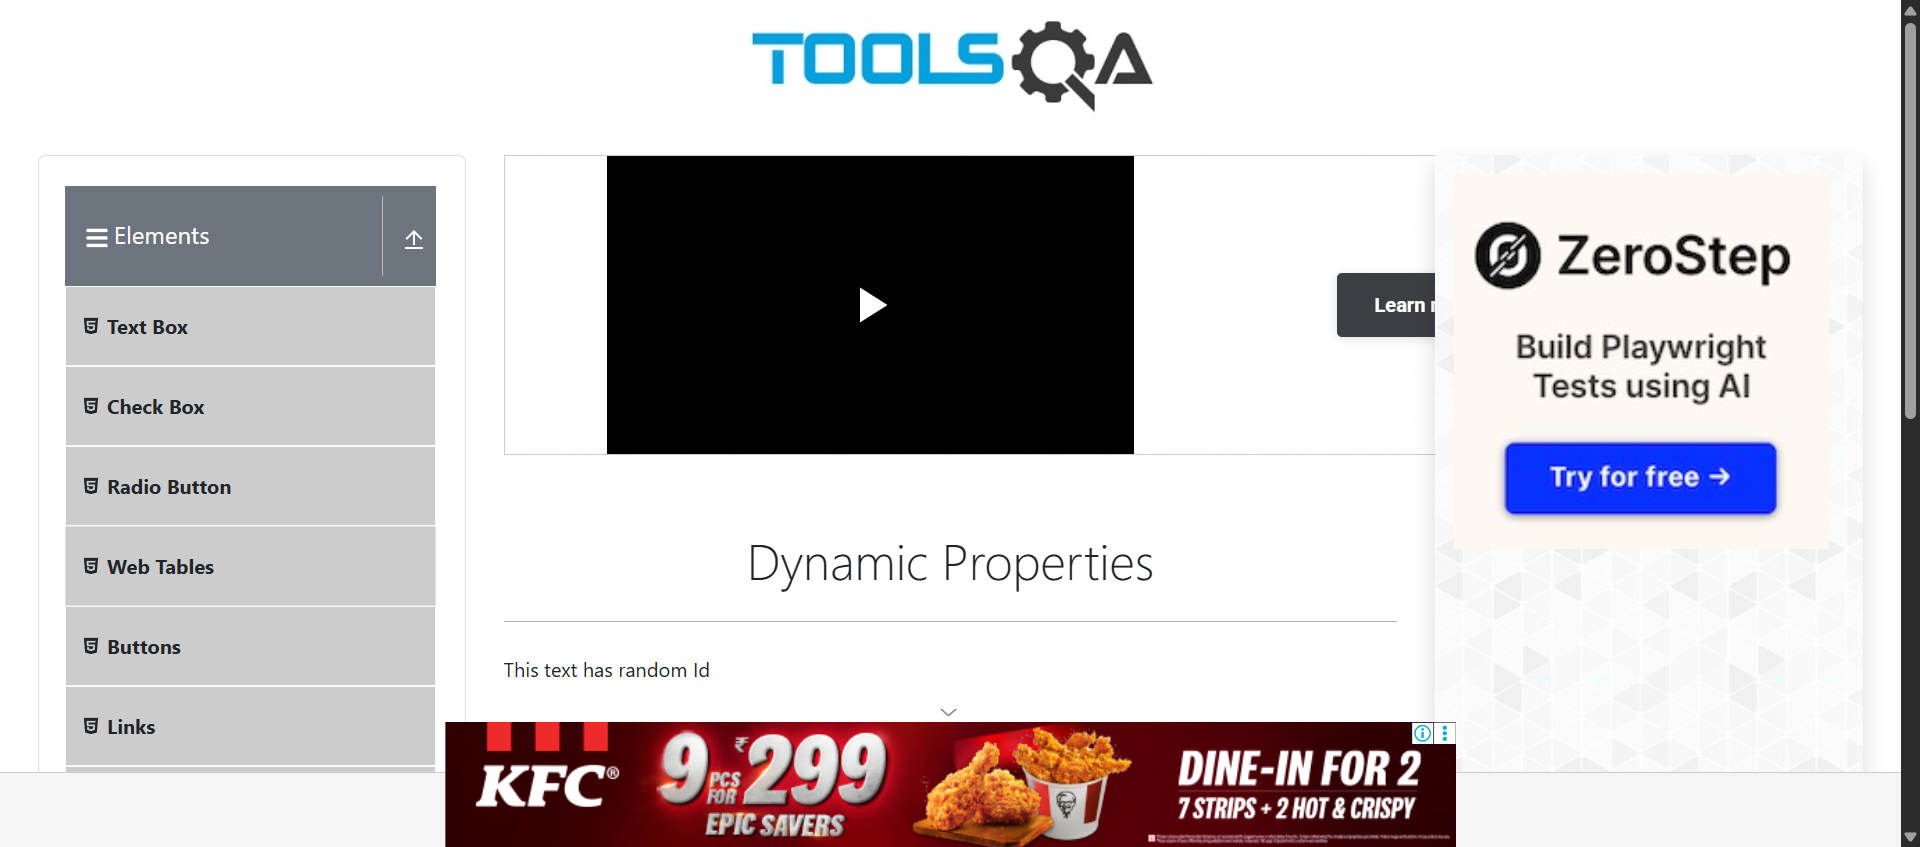 TOOLSQA
Elements
Text Box
Check Box
Radio Button
Web Tables
Buttons
Links
Learn
Dynamic Properties
This text has random Id
ZeroStep
Build Playwright
Tests using AI
Try for free →
KFC®
9 PCS FOR ₹299
EPIC SAVERS
DINE-IN FOR 2
7 STRIPS + 2 HOT & CRISPY